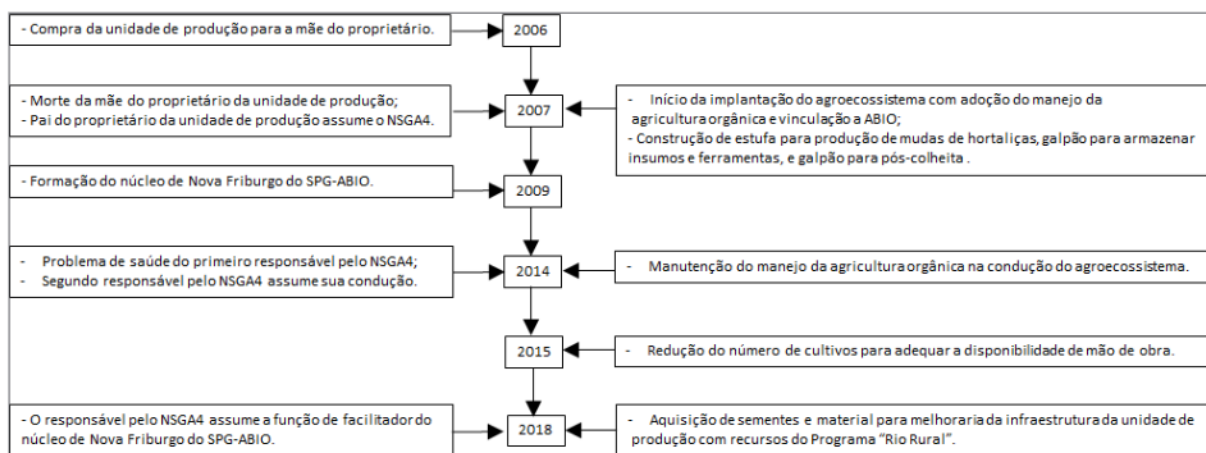 - Compra da unidade de produção para a mãe do proprietário.
2006
- Morte da mãe do proprietário da unidade de produção;
- Pai do proprietário da unidade de produção assume o NSGA4.
2007
- Início da implantação do agroecossistema com adoção do manejo da
agricultura orgânica e vinculação a ABIO;
- Construção de estufa para produção de mudas de hortaliças, galpão para armazenar
insumos e ferramentas, e galpão para pós-colheita .
- Formação do núcleo de Nova Friburgo do SPG-ABIO.
2009
- Problema de saúde do primeiro responsável pelo NSGA4;
- Segundo responsável pelo NSGA4 assume sua condução.
2014
- Manutenção do manejo da agricultura orgânica na condução do agroecossistema.
2015
- Redução do número de cultivos para adequar a disponibilidade de mão de obra.
- O responsável pelo NSGA4 assume a função de facilitador do
núcleo de Nova Friburgo do SPG-ABIO.
2018
- Aquisição de sementes e material para melhoraria da infraestrutura da unidade de
produção com recursos do Programa “Rio Rural”.